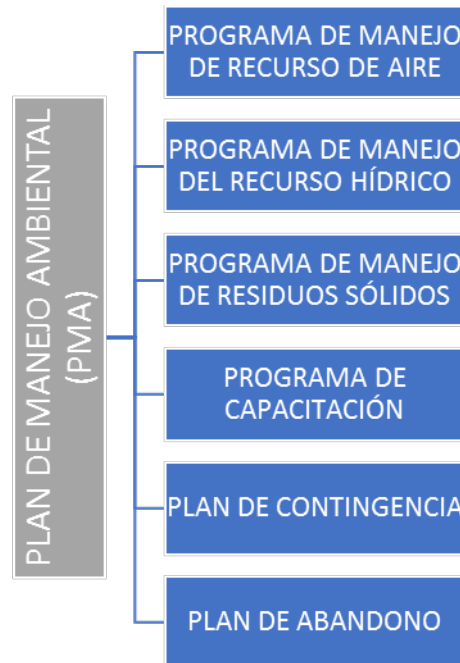 PLAN DE MANEJO AMBIENTAL
(PMA)
PROGRAMA DE MANEJO
DE RECURSO DE AIRE
PROGRAMA DE MANEJO
DEL RECURSO HÍDRICO
PROGRAMA DE MANEJO
DE RESIDUOS SÓLIDOS
PROGRAMA DE
CAPACITACIÓN
PLAN DE CONTINGENCIA
PLAN DE ABANDONO